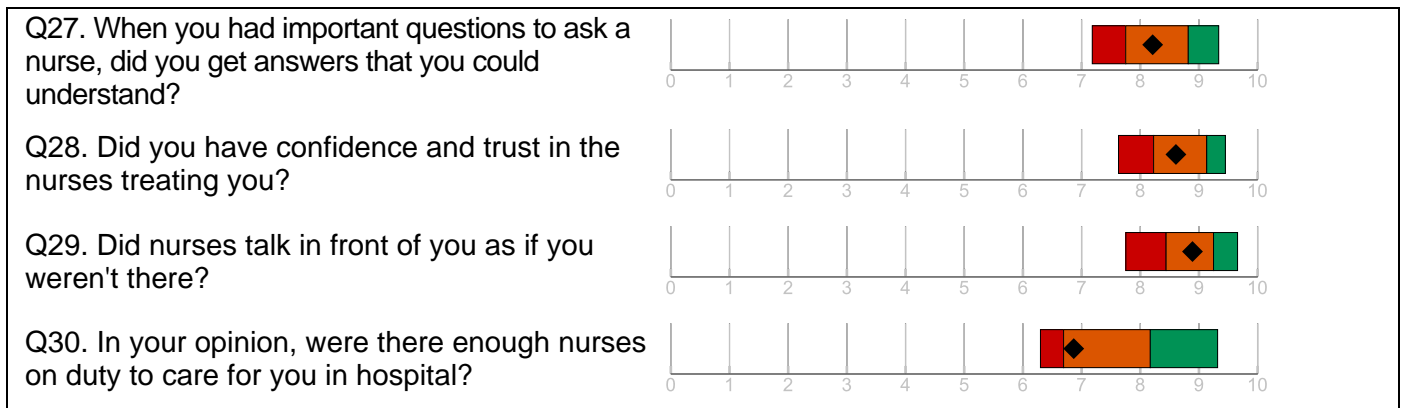 Q27. When you had important questions to ask a
nurse, did you get answers that you could
understand?
0 1 2 3 4 5 6 7 8 9 10
Q28. Did you have confidence and trust in the
nurses treating you?
0 1 2 3 4 5 6 7 8 9 10
Q29. Did nurses talk in front of you as if you
weren't there?
0 1 2 3 4 5 6 7 8 9 10
Q30. In your opinion, were there enough nurses
on duty to care for you in hospital?
0 1 2 3 4 5 6 7 8 9 10